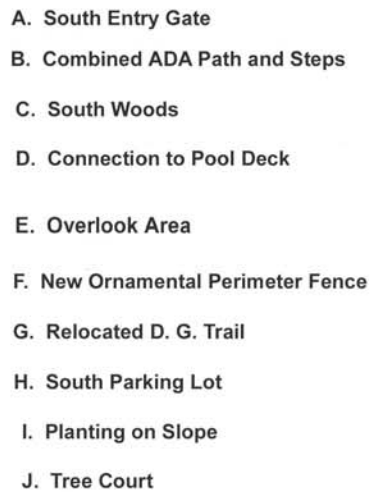 A. South Entry Gate
B. Combined ADA Path and Steps
C. South Woods
D. Connection to Pool Deck
E. Overlook Area
F. New Ornamental Perimeter Fence
G. Relocated D. G. Trail
H. South Parking Lot
I. Planting on Slope
J. Tree Court